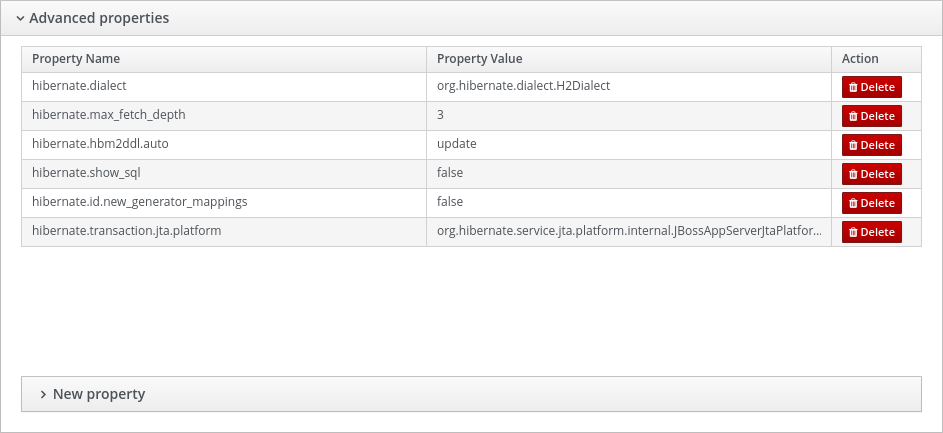 Advanced properties
Property Name Property Value Action
hibernate.dialect org.hibernate.dialect.H2Dialect Delete
hibernate.max_fetch_depth 3 Delete
hibernate.hbm2ddl.auto update Delete
hibernate.show_sql false Delete
hibernate.id.new_generator_mappings false Delete
hibernate.transaction.jta.platform org.hibernate.service.jta.platform.internal.JBossAppServerJtaPlatfor... Delete
New property